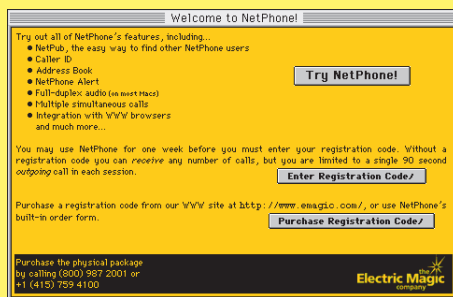 Welcome to NetPhone!
Try out all of NetPhone's features, including...
● NetPub, the easy way to find other NetPhone users
● Caller ID
● Address Book
● NetPhone Alert
● Full-duplex audio (on most Macs)
● Multiple simultaneous calls
● Integration with WWW browsers
and much more...
Try NetPhone!
You may use NetPhone for one week before you must enter your registration code. Without a
registration code you can receive any number of calls, but you are limited to a single 90 second
outgoing call in each session.
Enter Registration Code/
Purchase a registration code from our WWW site at http://www.emagic.com/, or use NetPhone's
built-in order form.
Purchase Registration Code/
Purchase the physical package
by calling (800) 987 2001 or
+1 (415) 759 4100
the
Electric Magic
company